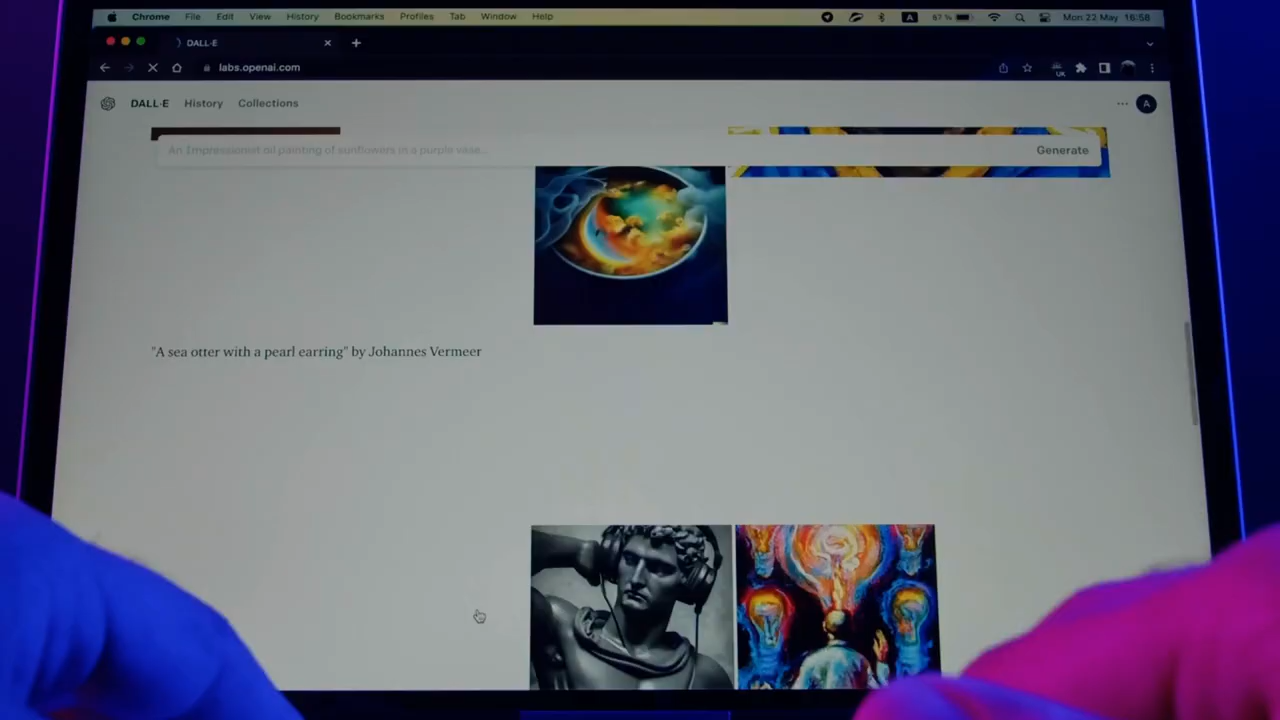 Chrome File Edit View History Bookmarks Profiles Tab Window Help A 67 % Mon 22 May 16:58
DALL-E
labs.openai.com
UK
DALL·E History Collections A
An Impressionist oil painting of sunflowers in a purple vase... Generate
"A sea otter with a pearl earring" by Johannes Vermeer